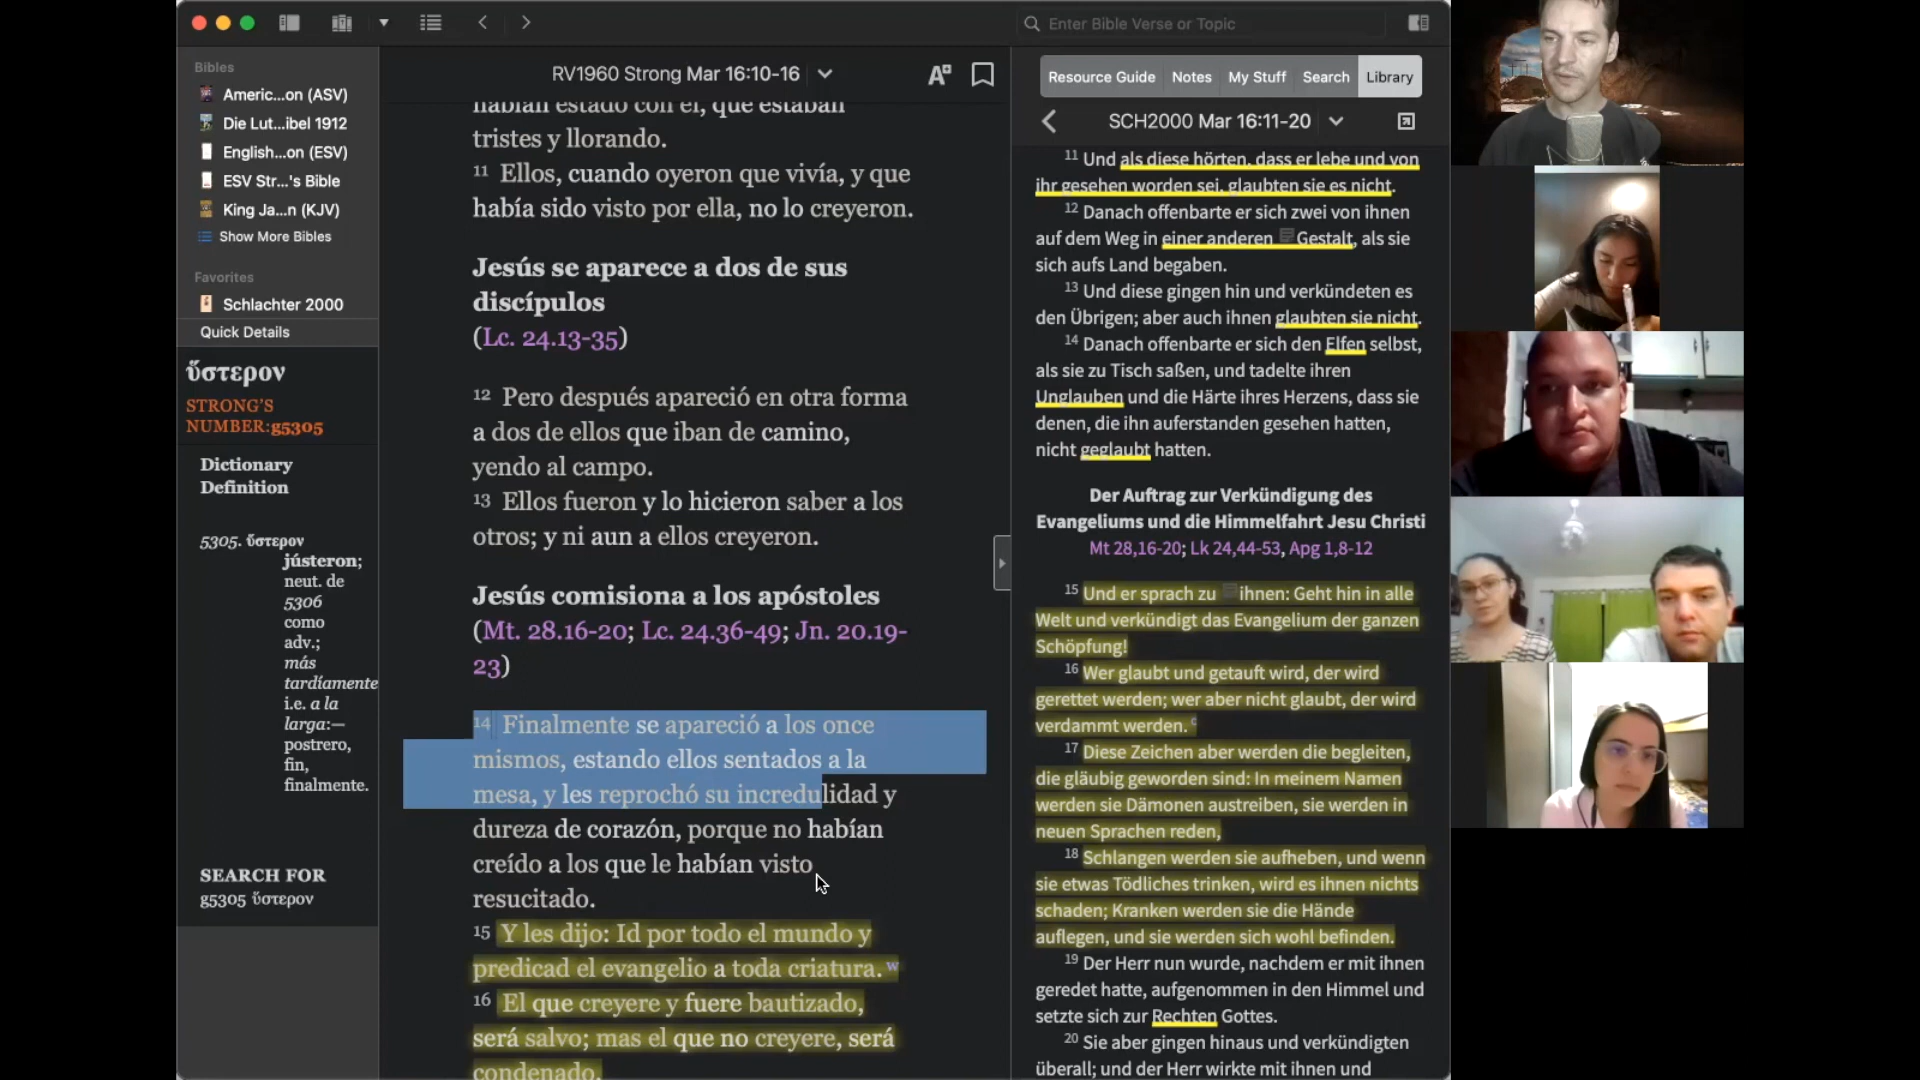 Enter Bible Verse or Topic
Bibles
Americ...on (ASV)
Die Lut...ibel 1912
English...on (ESV)
ESV Str...'s Bible
King Ja...n (KJV)
Show More Bibles
Favorites
Schlachter 2000
Quick Details
ὕστερον
STRONG'S
NUMBER:g5305
Dictionary
Definition
5305. ὕστερον
jústeron;
neut. de
5306
como
adv.;
más
tardíamente
i.e. a la
larga:—
postrero,
fin,
finalmente.
SEARCH FOR
g5305 ὕστερον
RV1960 Strong Mar 16:10-16
habían estado con él, que estaban
tristes y llorando.
11 Ellos, cuando oyeron que vivía, y que
había sido visto por ella, no lo creyeron.
Jesús se aparece a dos de sus
discípulos
(Lc. 24.13-35)
12 Pero después apareció en otra forma
a dos de ellos que iban de camino,
yendo al campo.
13 Ellos fueron y lo hicieron saber a los
otros; y ni aun a ellos creyeron.
Jesús comisiona a los apóstoles
(Mt. 28.16-20; Lc. 24.36-49; Jn. 20.19-
23)
14 Finalmente se apareció a los once
mismos, estando ellos sentados a la
mesa, y les reprochó su incredulidad y
dureza de corazón, porque no habían
creído a los que le habían visto
resucitado.
15 Y les dijo: Id por todo el mundo y
predicad el evangelio a toda criatura. w
16 El que creyere y fuere bautizado,
será salvo; mas el que no creyere, será
condenado.
Resource Guide Notes My Stuff Search Library
SCH2000 Mar 16:11-20
11 Und als diese hörten, dass er lebe und von
ihr gesehen worden sei, glaubten sie es nicht.
12 Danach offenbarte er sich zwei von ihnen
auf dem Weg in einer anderen Gestalt, als sie
sich aufs Land begaben.
13 Und diese gingen hin und verkündeten es
den Übrigen; aber auch ihnen glaubten sie nicht.
14 Danach offenbarte er sich den Elfen selbst,
als sie zu Tisch saßen, und tadelte ihren
Unglauben und die Härte ihres Herzens, dass sie
denen, die ihn auferstanden gesehen hatten,
nicht geglaubt hatten.
Der Auftrag zur Verkündigung des
Evangeliums und die Himmelfahrt Jesu Christi
Mt 28,16-20; Lk 24,44-53, Apg 1,8-12
15 Und er sprach zu ihnen: Geht hin in alle
Welt und verkündigt das Evangelium der ganzen
Schöpfung!
16 Wer glaubt und getauft wird, der wird
gerettet werden; wer aber nicht glaubt, der wird
verdammt werden. c
17 Diese Zeichen aber werden die begleiten,
die gläubig geworden sind: In meinem Namen
werden sie Dämonen austreiben, sie werden in
neuen Sprachen reden,
18 Schlangen werden sie aufheben, und wenn
sie etwas Tödliches trinken, wird es ihnen nichts
schaden; Kranken werden sie die Hände
auflegen, und sie werden sich wohl befinden.
19 Der Herr nun wurde, nachdem er mit ihnen
geredet hatte, aufgenommen in den Himmel und
setzte sich zur Rechten Gottes.
20 Sie aber gingen hinaus und verkündigten
überall; und der Herr wirkte mit ihnen und